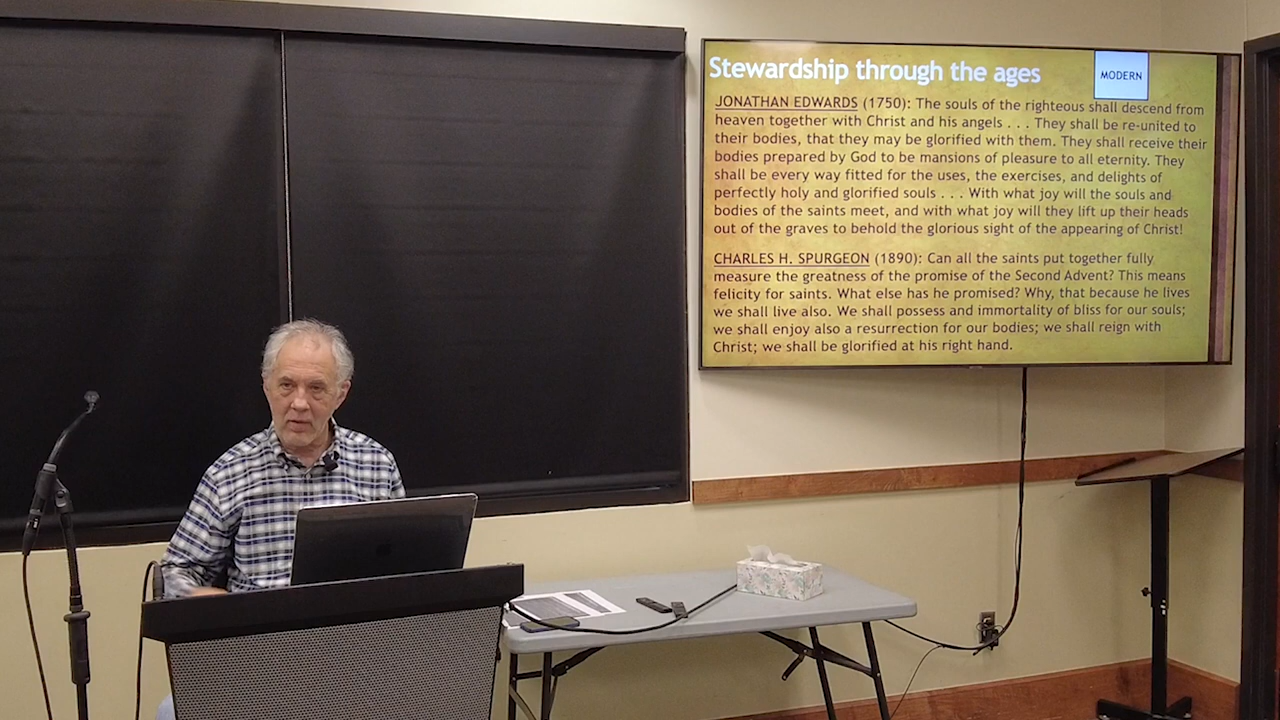 Stewardship through the ages
MODERN
JONATHAN EDWARDS (1750): The souls of the righteous shall descend from
heaven together with Christ and his angels . . . They shall be re-united to
their bodies, that they may be glorified with them. They shall receive their
bodies prepared by God to be mansions of pleasure to all eternity. They
shall be every way fitted for the uses, the exercises, and delights of
perfectly holy and glorified souls . . . With what joy will the souls and
bodies of the saints meet, and with what joy will they lift up their heads
out of the graves to behold the glorious sight of the appearing of Christ!
CHARLES H. SPURGEON (1890): Can all the saints put together fully
measure the greatness of the promise of the Second Advent? This means
felicity for saints. What else has he promised? Why, that because he lives
we shall live also. We shall possess and immortality of bliss for our souls;
we shall enjoy also a resurrection for our bodies; we shall reign with
Christ; we shall be glorified at his right hand.